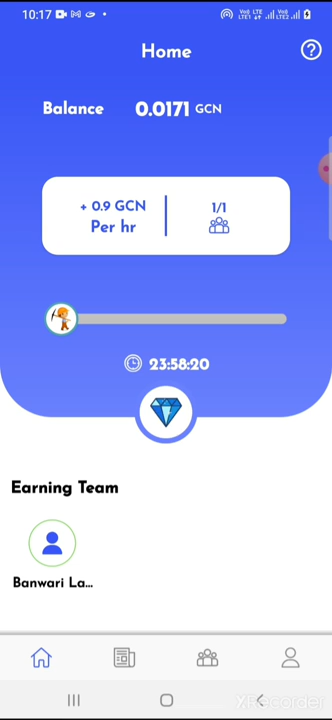 10:17
Home
Balance 0.0171 GCN
+ 0.9 GCN
Per hr
1/1
23:58:20
Earning Team
Banwari La...
XRecorder